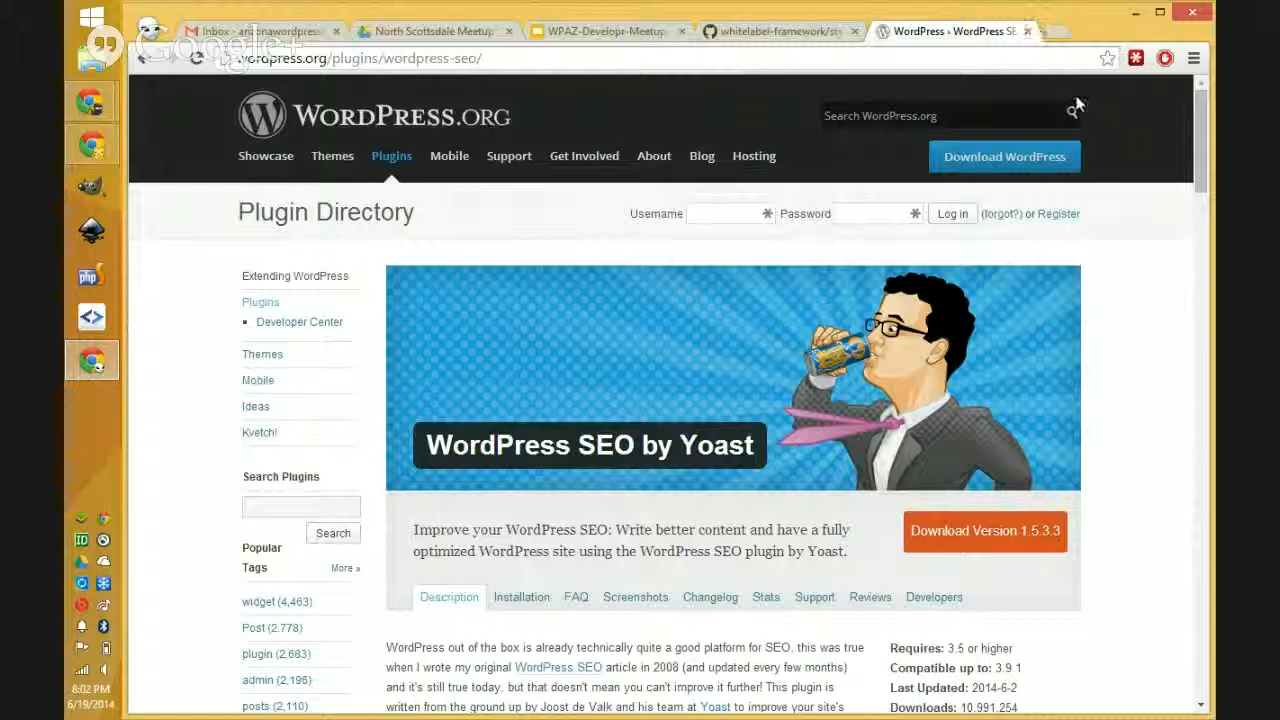 Inbox - arizonawordpress
North Scottsdale Meetup
WPAZ-Developr-Meetup
whitelabel-framework/st
WordPress › WordPress SE
Google+
wordpress.org/plugins/wordpress-seo/
WORDPRESS.ORG
Search WordPress.org
Showcase Themes Plugins Mobile Support Get Involved About Blog Hosting
Download WordPress
Plugin Directory
Username
Password
Log in
(forgot?) or Register
Extending WordPress
Plugins
Developer Center
Themes
Mobile
Ideas
Kvetch!
Search Plugins
Search
Popular
Tags
More »
widget (4,463)
Post (2,778)
plugin (2,683)
admin (2,196)
posts (2,110)
WordPress SEO by Yoast
Improve your WordPress SEO: Write better content and have a fully
optimized WordPress site using the WordPress SEO plugin by Yoast.
Download Version 1.5.3.3
Description Installation FAQ Screenshots Changelog Stats Support Reviews Developers
WordPress out of the box is already technically quite a good platform for SEO, this was true
when I wrote my original WordPress SEO article in 2008 (and updated every few months)
and it's still true today, but that doesn't mean you can't improve it further! This plugin is
written from the ground up by Joost de Valk and his team at Yoast to improve your site's
Requires: 3.5 or higher
Compatible up to: 3.9.1
Last Updated: 2014-6-2
Downloads: 10,991,254
php
8:02 PM
6/19/2014